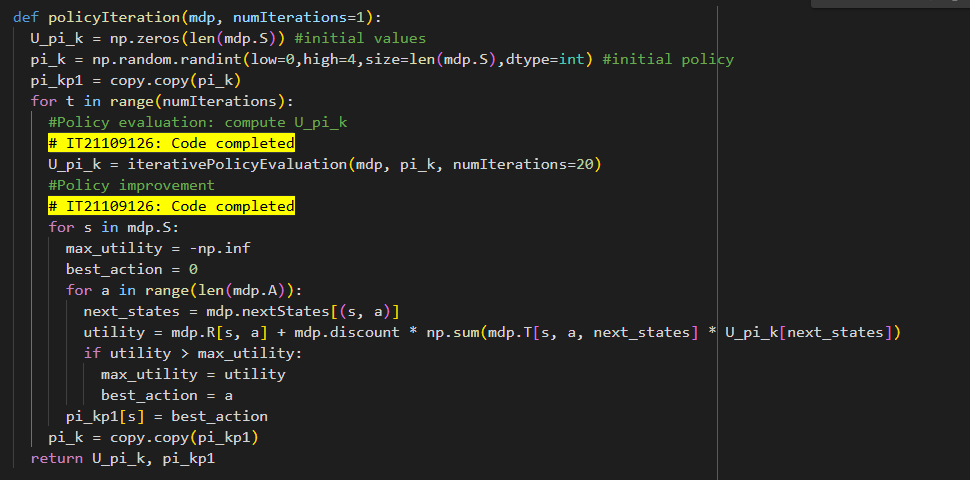 def policyIteration(mdp, numIterations=1):
  U_pi_k = np.zeros(len(mdp.S)) #initial values
  pi_k = np.random.randint(low=0,high=4,size=len(mdp.S),dtype=int) #initial policy
  pi_kp1 = copy.copy(pi_k)
  for t in range(numIterations):
    #Policy evaluation: compute U_pi_k
    # IT21109126: Code completed
    U_pi_k = iterativePolicyEvaluation(mdp, pi_k, numIterations=20)
    #Policy improvement
    # IT21109126: Code completed
    for s in mdp.S:
      max_utility = -np.inf
      best_action = 0
      for a in range(len(mdp.A)):
        next_states = mdp.nextStates[(s, a)]
        utility = mdp.R[s, a] + mdp.discount * np.sum(mdp.T[s, a, next_states] * U_pi_k[next_states])
        if utility > max_utility:
          max_utility = utility
          best_action = a
      pi_kp1[s] = best_action
    pi_k = copy.copy(pi_kp1)
  return U_pi_k, pi_kp1